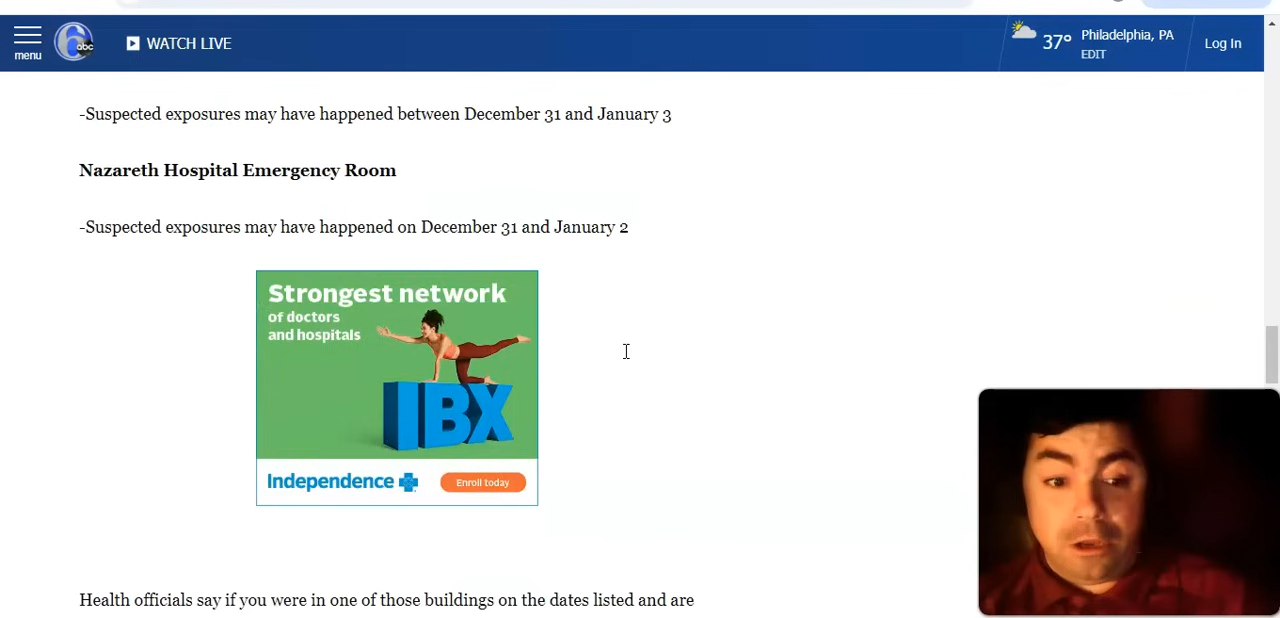 menu
6 abc
WATCH LIVE
37°
Philadelphia, PA
EDIT
Log In
-Suspected exposures may have happened between December 31 and January 3
Nazareth Hospital Emergency Room
-Suspected exposures may have happened on December 31 and January 2
Strongest network
of doctors
and hospitals
IBX
Independence
Enroll today
Health officials say if you were in one of those buildings on the dates listed and are